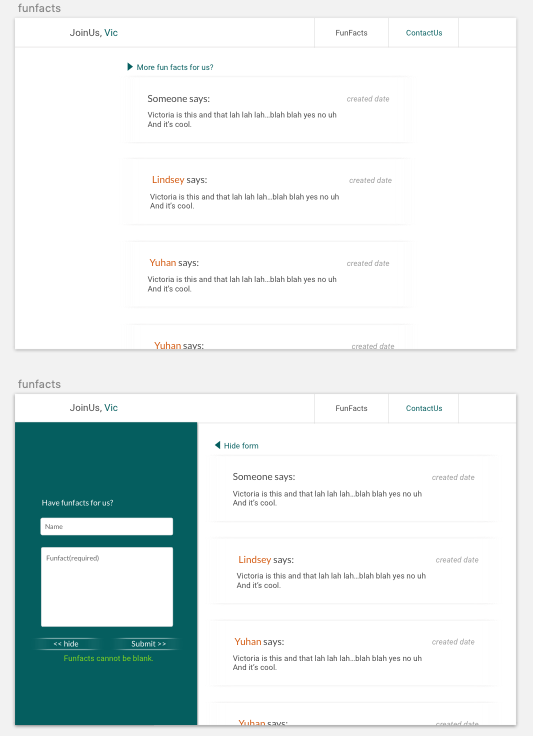 funfacts
JoinUs, Vic
FunFacts
ContactUs
More fun facts for us?
Someone says:
created date
Victoria is this and that lah lah lah...blah blah yes no uh
And it's cool.
Lindsey says:
created date
Victoria is this and that lah lah lah...blah blah yes no uh
And it's cool.
Yuhan says:
created date
Victoria is this and that lah lah lah...blah blah yes no uh
And it's cool.
Yuhan says:
created date
funfacts
JoinUs, Vic
FunFacts
ContactUs
Have funfacts for us?
Name
Funfact(required)
<< hide
Submit >>
Funfacts cannot be blank.
Hide form
Someone says:
created date
Victoria is this and that lah lah lah...blah blah yes no uh
And it's cool.
Lindsey says:
created date
Victoria is this and that lah lah lah...blah blah yes no uh
And it's cool.
Yuhan says:
created date
Victoria is this and that lah lah lah...blah blah yes no uh
And it's cool.
Yuhan says:
created date